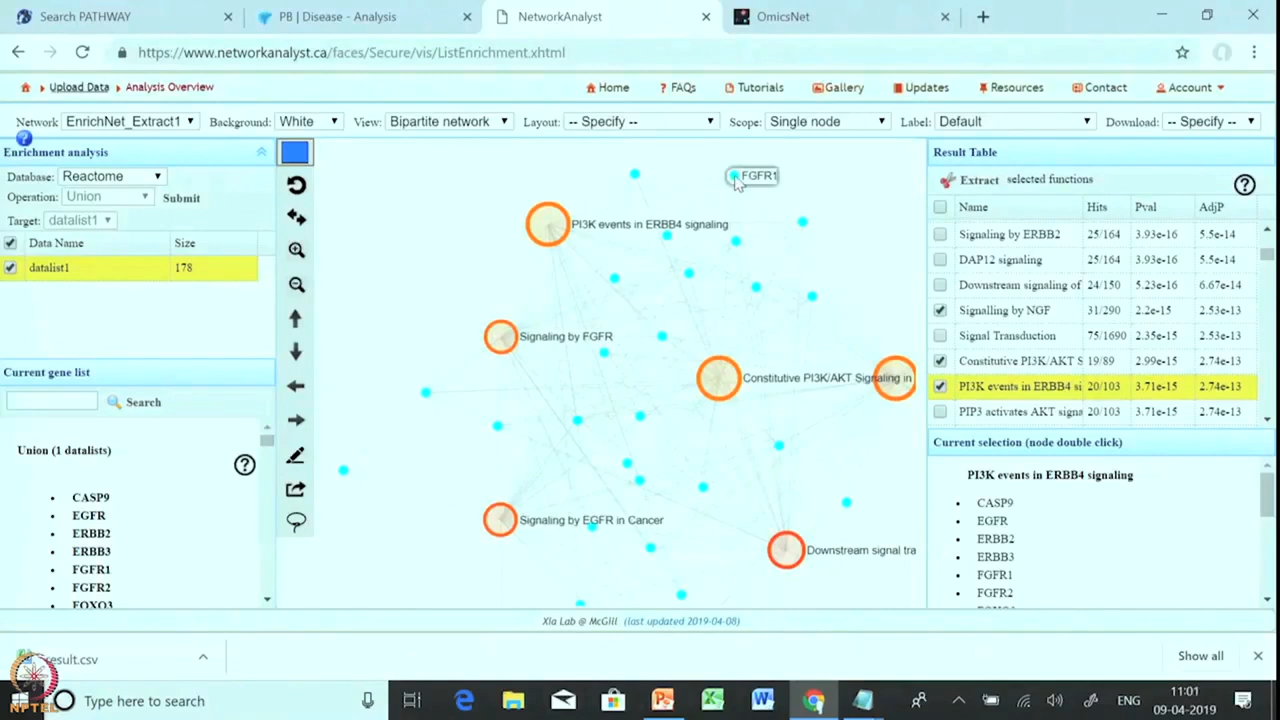 Search PATHWAY
PB | Disease - Analysis
NetworkAnalyst
OmicsNet
https://www.networkanalyst.ca/faces/Secure/vis/ListEnrichment.xhtml
Upload Data
Analysis Overview
Home
FAQs
Tutorials
Gallery
Updates
Resources
Contact
Account
Network EnrichNet_Extract1
Background: White
View: Bipartite network
Layout: -- Specify --
Scope: Single node
Label: Default
Download: -- Specify --
Enrichment analysis
Database: Reactome
Operation: Union
Submit
Target: datalist1
Data Name Size
datalist1 178
Current gene list
Search
Union (1 datalists)
• CASP9
• EGFR
• ERBB2
• ERBB3
• FGFR1
• FGFR2
• FOXO3
FGFR1
PI3K events in ERBB4 signaling
Signaling by FGFR
Constitutive PI3K/AKT Signaling in
Signaling by EGFR in Cancer
Downstream signal tra
Result Table
Extract selected functions
Name Hits Pval AdjP
Signaling by ERBB2 25/164 3.93e-16 5.5e-14
DAP12 signaling 25/164 3.93e-16 5.5e-14
Downstream signaling of 24/150 5.23e-16 6.67e-14
Signalling by NGF 31/290 2.2e-15 2.53e-13
Signal Transduction 75/1690 2.35e-15 2.53e-13
Constitutive PI3K/AKT S 19/89 2.99e-15 2.74e-13
PI3K events in ERBB4 si 20/103 3.71e-15 2.74e-13
PIP3 activates AKT signa 20/103 3.71e-15 2.74e-13
Current selection (node double click)
PI3K events in ERBB4 signaling
• CASP9
• EGFR
• ERBB2
• ERBB3
• FGFR1
• FGFR2
Xia Lab @ McGill (last updated 2019-04-08)
result.csv
Show all
Type here to search
ENG
11:01
09-04-2019
NPTEL